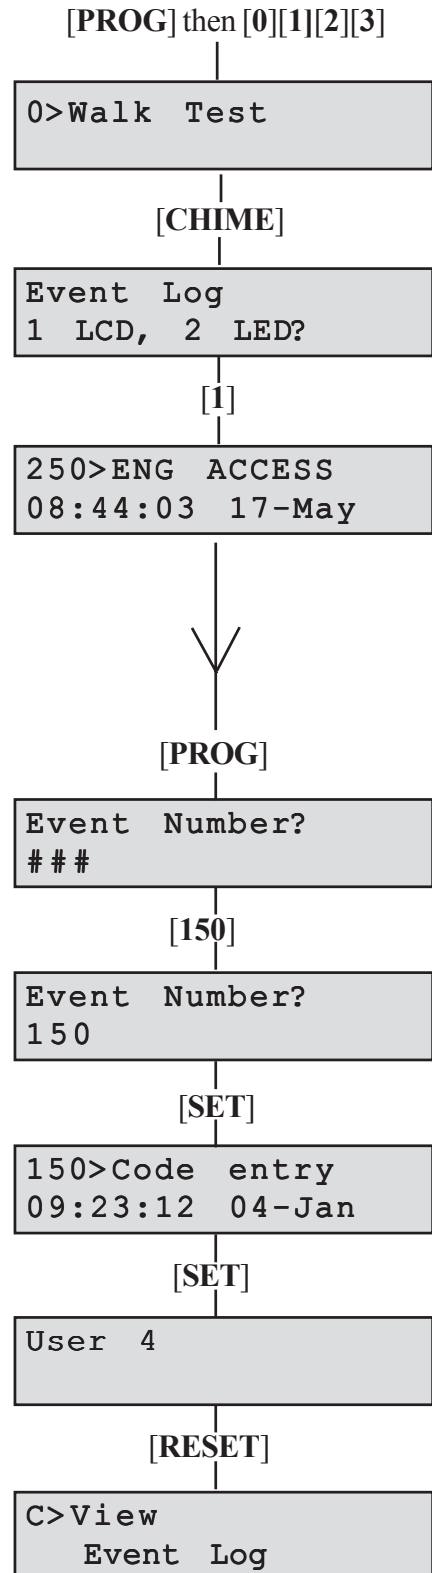 [PROG] then [0][1][2][3]
0>Walk Test
[CHIME]
Event Log
1 LCD, 2 LED?
[1]
250>ENG ACCESS
08:44:03 17-May
[PROG]
Event Number?
###
[150]
Event Number?
150
[SET]
150>Code entry
09:23:12 04-Jan
[SET]
User 4
[RESET]
C>View
Event Log